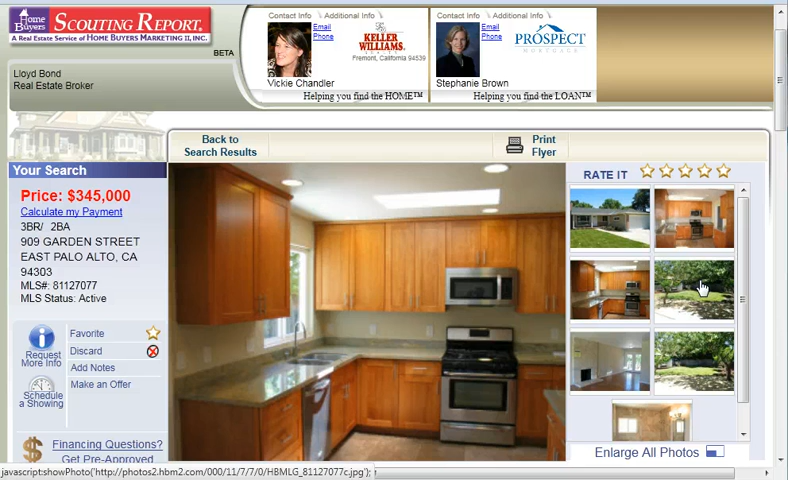 Home Buyers SCOUTING REPORT®
A Real Estate Service of HOME BUYERS MARKETING II, INC.
BETA
Lloyd Bond
Real Estate Broker
Contact Info
Additional Info
Email
Phone
KELLER WILLIAMS
REALTY
Fremont, California 94539
Vickie Chandler
Helping you find the HOME™
Contact Info
Additional Info
Email
Phone
PROSPECT
MORTGAGE
Stephanie Brown
Helping you find the LOAN™
Back to
Search Results
Print
Flyer
Your Search
Price: $345,000
Calculate my Payment
3BR/ 2BA
909 GARDEN STREET
EAST PALO ALTO, CA
94303
MLS#: 81127077
MLS Status: Active
Request
More Info
Schedule
a Showing
Favorite
Discard
Add Notes
Make an Offer
Financing Questions?
Get Pre-Approved
RATE IT
Enlarge All Photos
javascript:showPhoto('http://photos2.hbm2.com/000/11/7/7/0/HBMLG_81127077c.jpg');